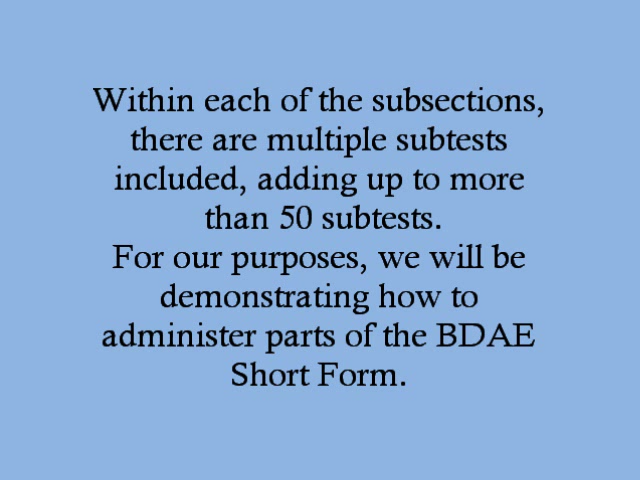 Within each of the subsections,
there are multiple subtests
included, adding up to more
than 50 subtests.
For our purposes, we will be
demonstrating how to
administer parts of the BDAE
Short Form.